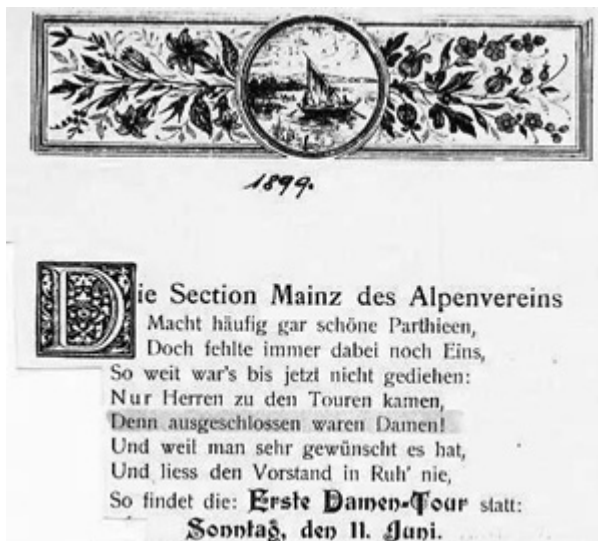 1899.
Die Section Mainz des Alpenvereins
Macht häufig gar schöne Parthieen,
Doch fehlte immer dabei noch Eins,
So weit war's bis jetzt nicht gediehen:
Nur Herren zu den Touren kamen,
Denn ausgeschlossen waren Damen!
Und weil man sehr gewünscht es hat,
Und liess den Vorstand in Ruh' nie,
So findet die: Erste Damen-Tour statt:
Sonntag, den 11. Juni.